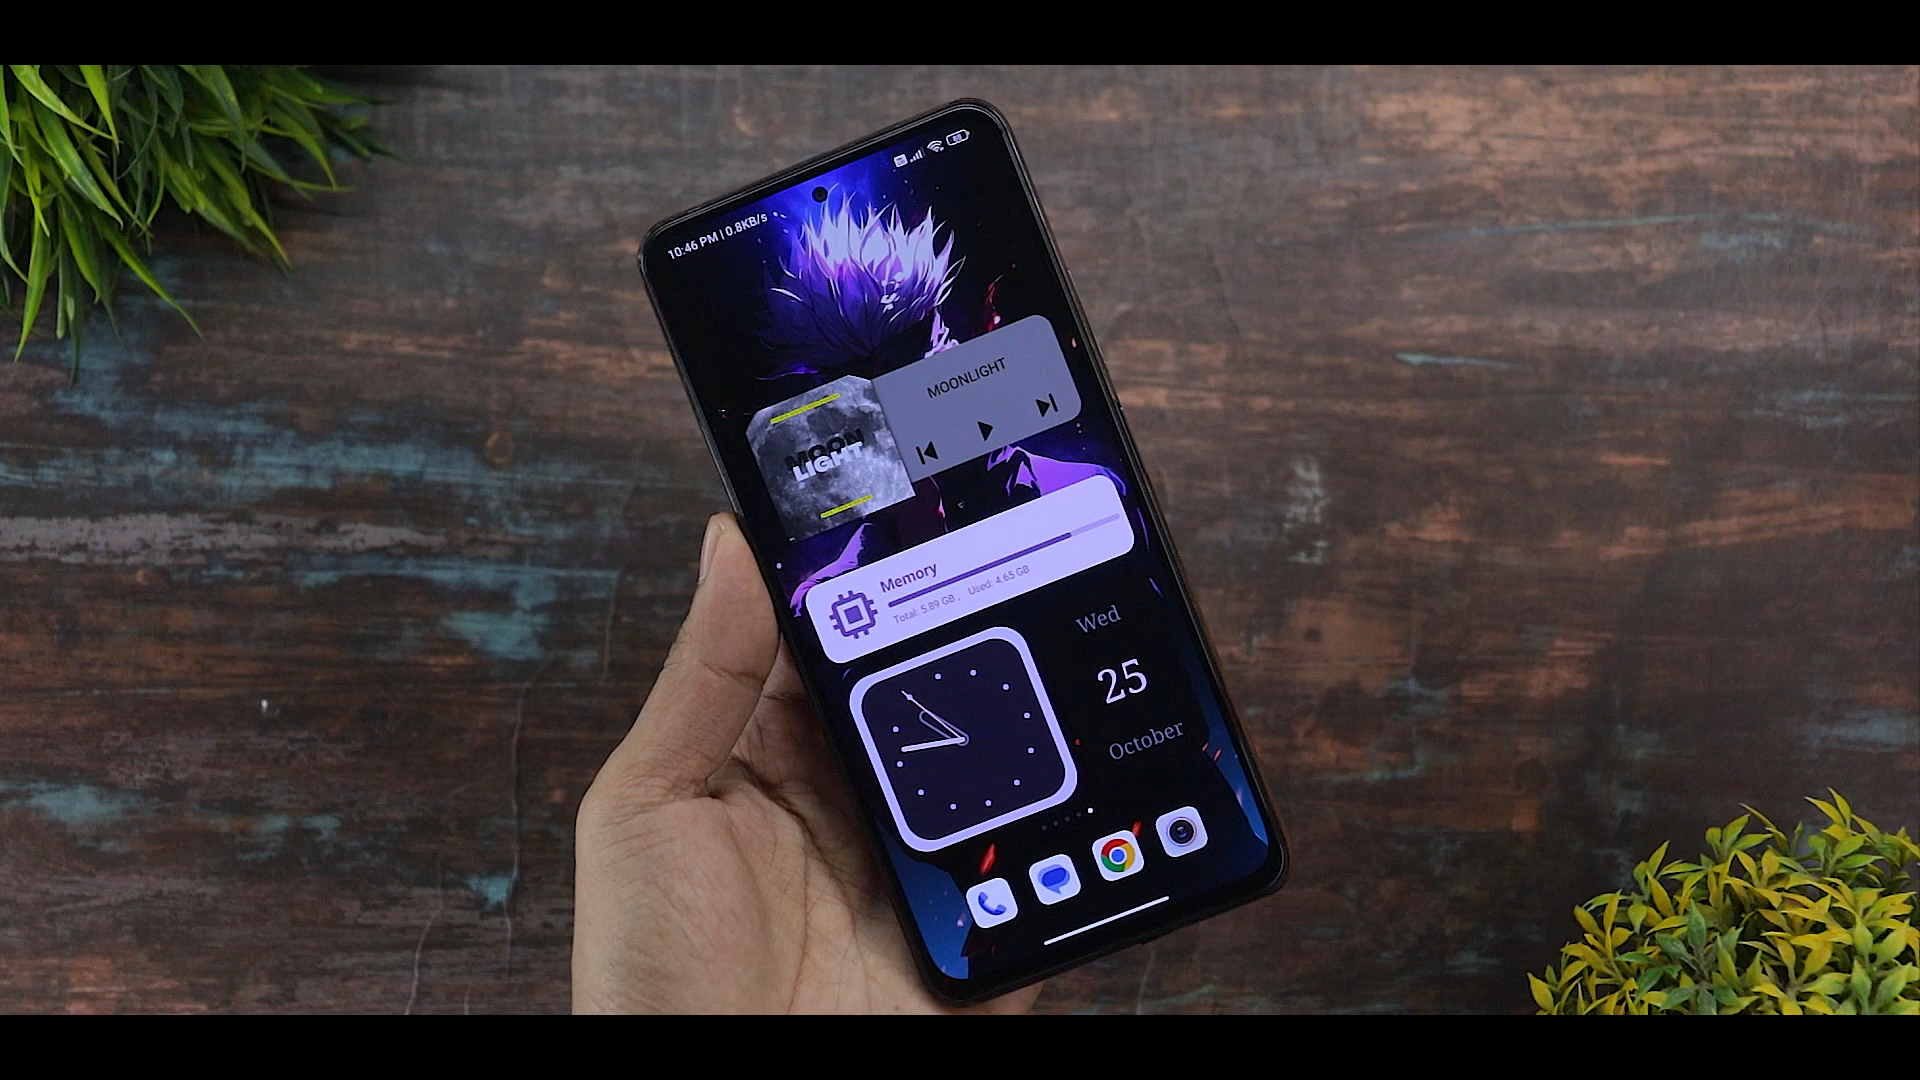 10:46 PM | 0.8KB/s
MOONLIGHT
MOON
LIGHT
Memory
Total: 5.89 GB , Used: 4.65 GB
Wed
25
October